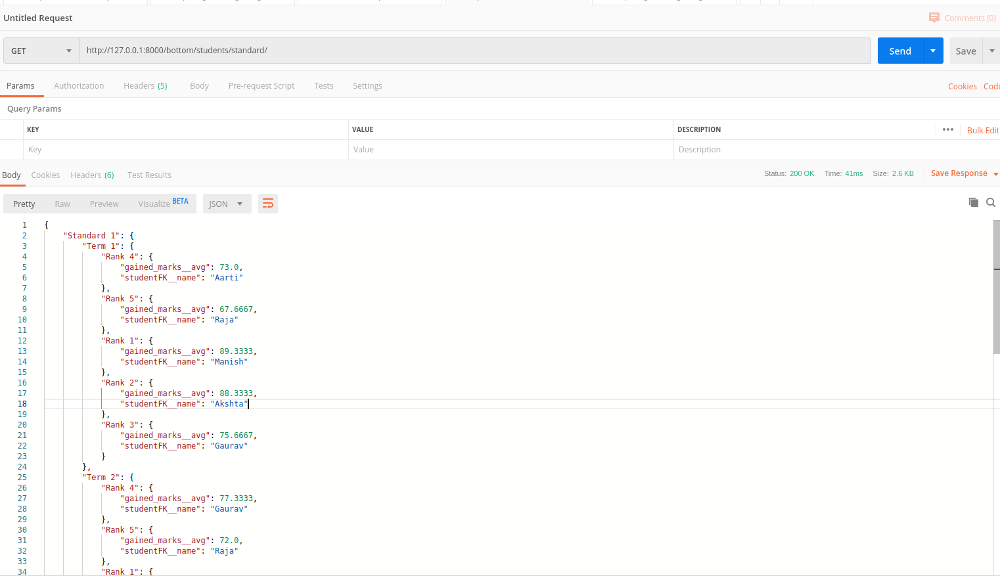 Untitled Request
Comments (0)
GET
http://127.0.0.1:8000/bottom/students/standard/
Send
Save
Params Authorization Headers (5) Body Pre-request Script Tests Settings
Cookies Code
Query Params
KEY VALUE DESCRIPTION ••• Bulk Edit
Key Value Description
Body Cookies Headers (6) Test Results
Status: 200 OK Time: 41ms Size: 2.6 KB Save Response
Pretty Raw Preview Visualize BETA JSON
1 {
2 "Standard 1": {
3 "Term 1": {
4 "Rank 4": {
5 "gained_marks__avg": 73.0,
6 "studentFK__name": "Aarti"
7 },
8 "Rank 5": {
9 "gained_marks__avg": 67.6667,
10 "studentFK__name": "Raja"
11 },
12 "Rank 1": {
13 "gained_marks__avg": 89.3333,
14 "studentFK__name": "Manish"
15 },
16 "Rank 2": {
17 "gained_marks__avg": 88.3333,
18 "studentFK__name": "Akshta"
19 },
20 "Rank 3": {
21 "gained_marks__avg": 75.6667,
22 "studentFK__name": "Gaurav"
23 }
24 },
25 "Term 2": {
26 "Rank 4": {
27 "gained_marks__avg": 77.3333,
28 "studentFK__name": "Gaurav"
29 },
30 "Rank 5": {
31 "gained_marks__avg": 72.0,
32 "studentFK__name": "Raja"
33 },
34 "Rank 1": {